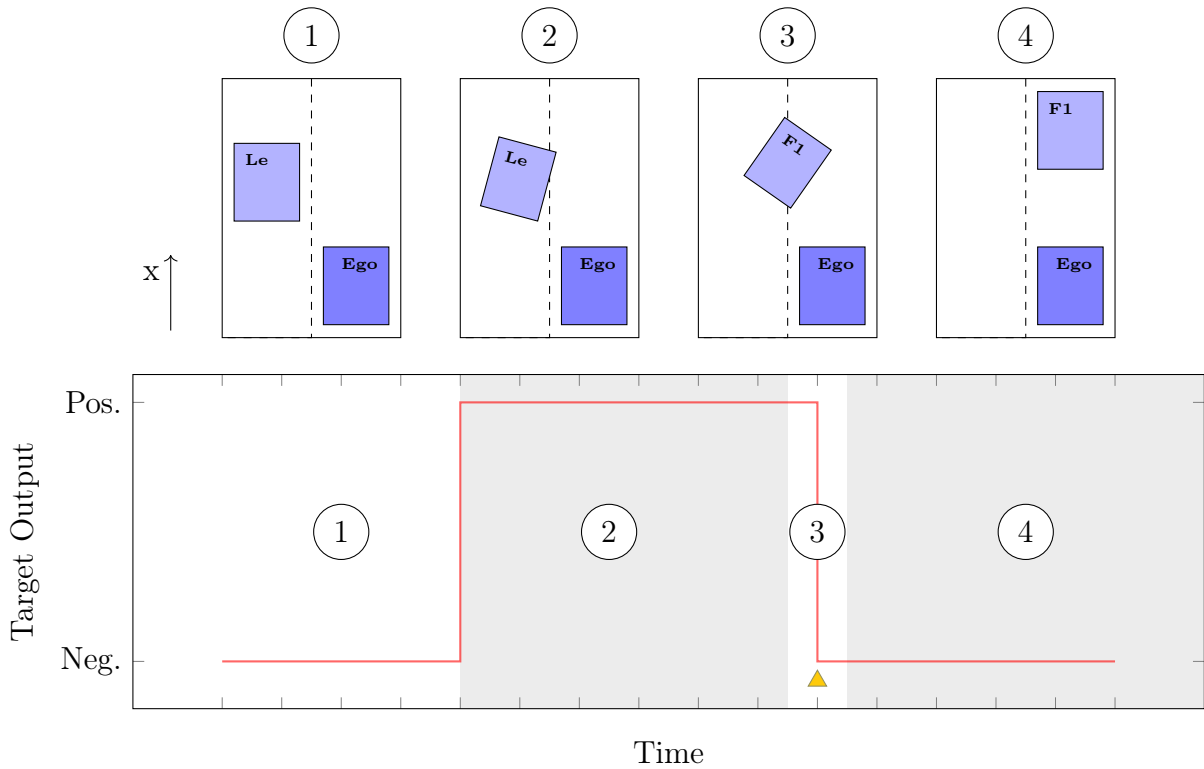 1 2 3 4
Le Le F1 F1
Ego Ego Ego Ego
x
Pos.
1 2 3 4
Neg.
Target Output
Time